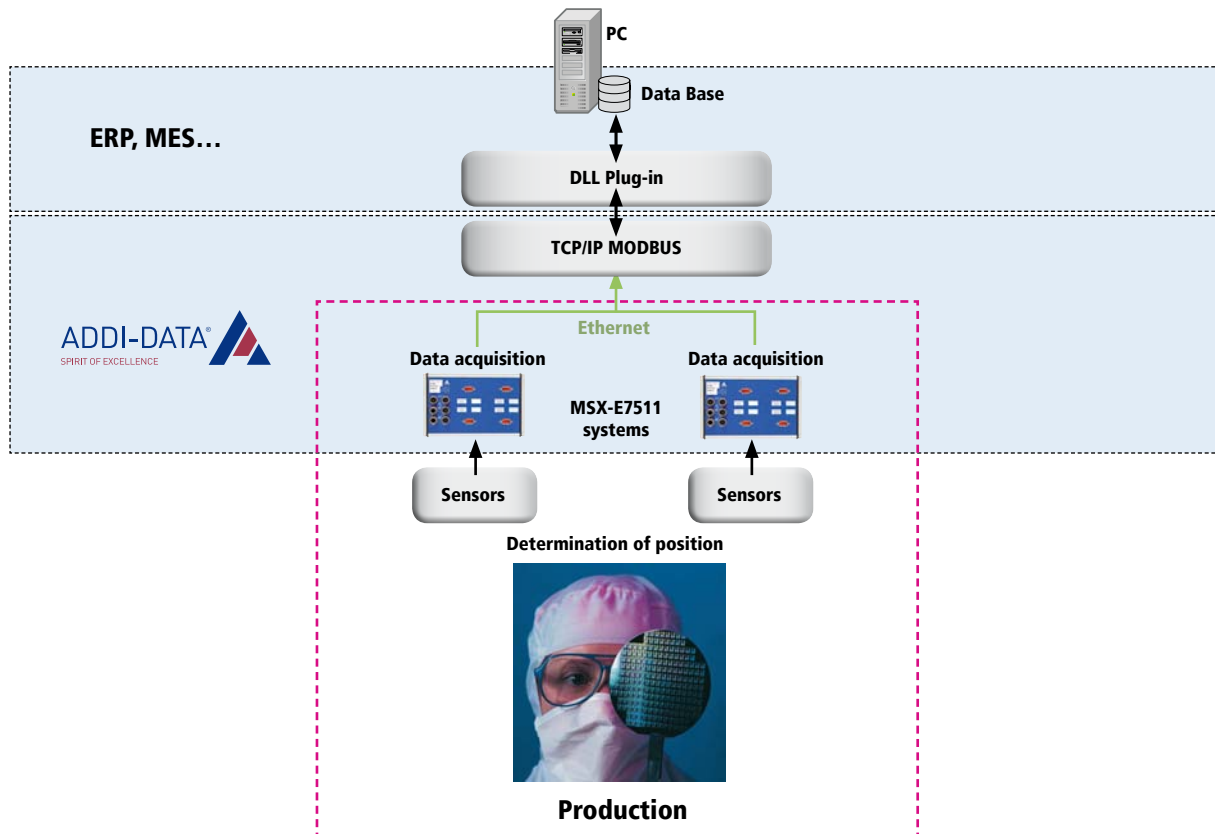 PC
Data Base
ERP, MES...
DLL Plug-in
TCP/IP MODBUS
ADDI-DATA®
SPIRIT OF EXCELLENCE
Ethernet
Data acquisition
Data acquisition
MSX-E7511
systems
Sensors
Sensors
Determination of position
Production